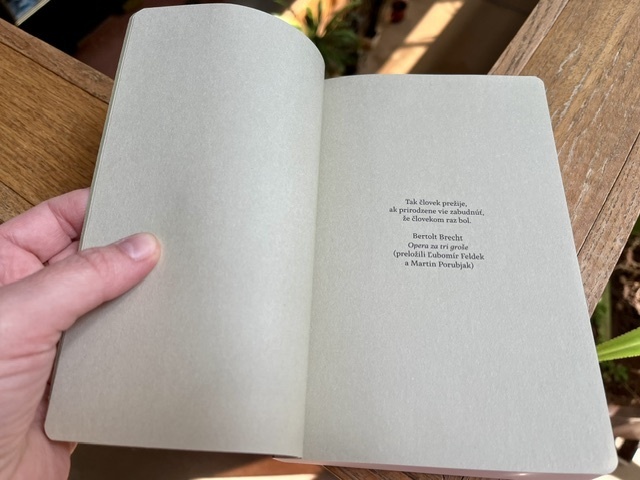 Tak človek prežije,
ak prirodzene vie zabudnúť,
že človekom raz bol.
Bertolt Brecht
Opera za tri groše
(preložili Ľubomír Feldek
a Martin Porubjak)